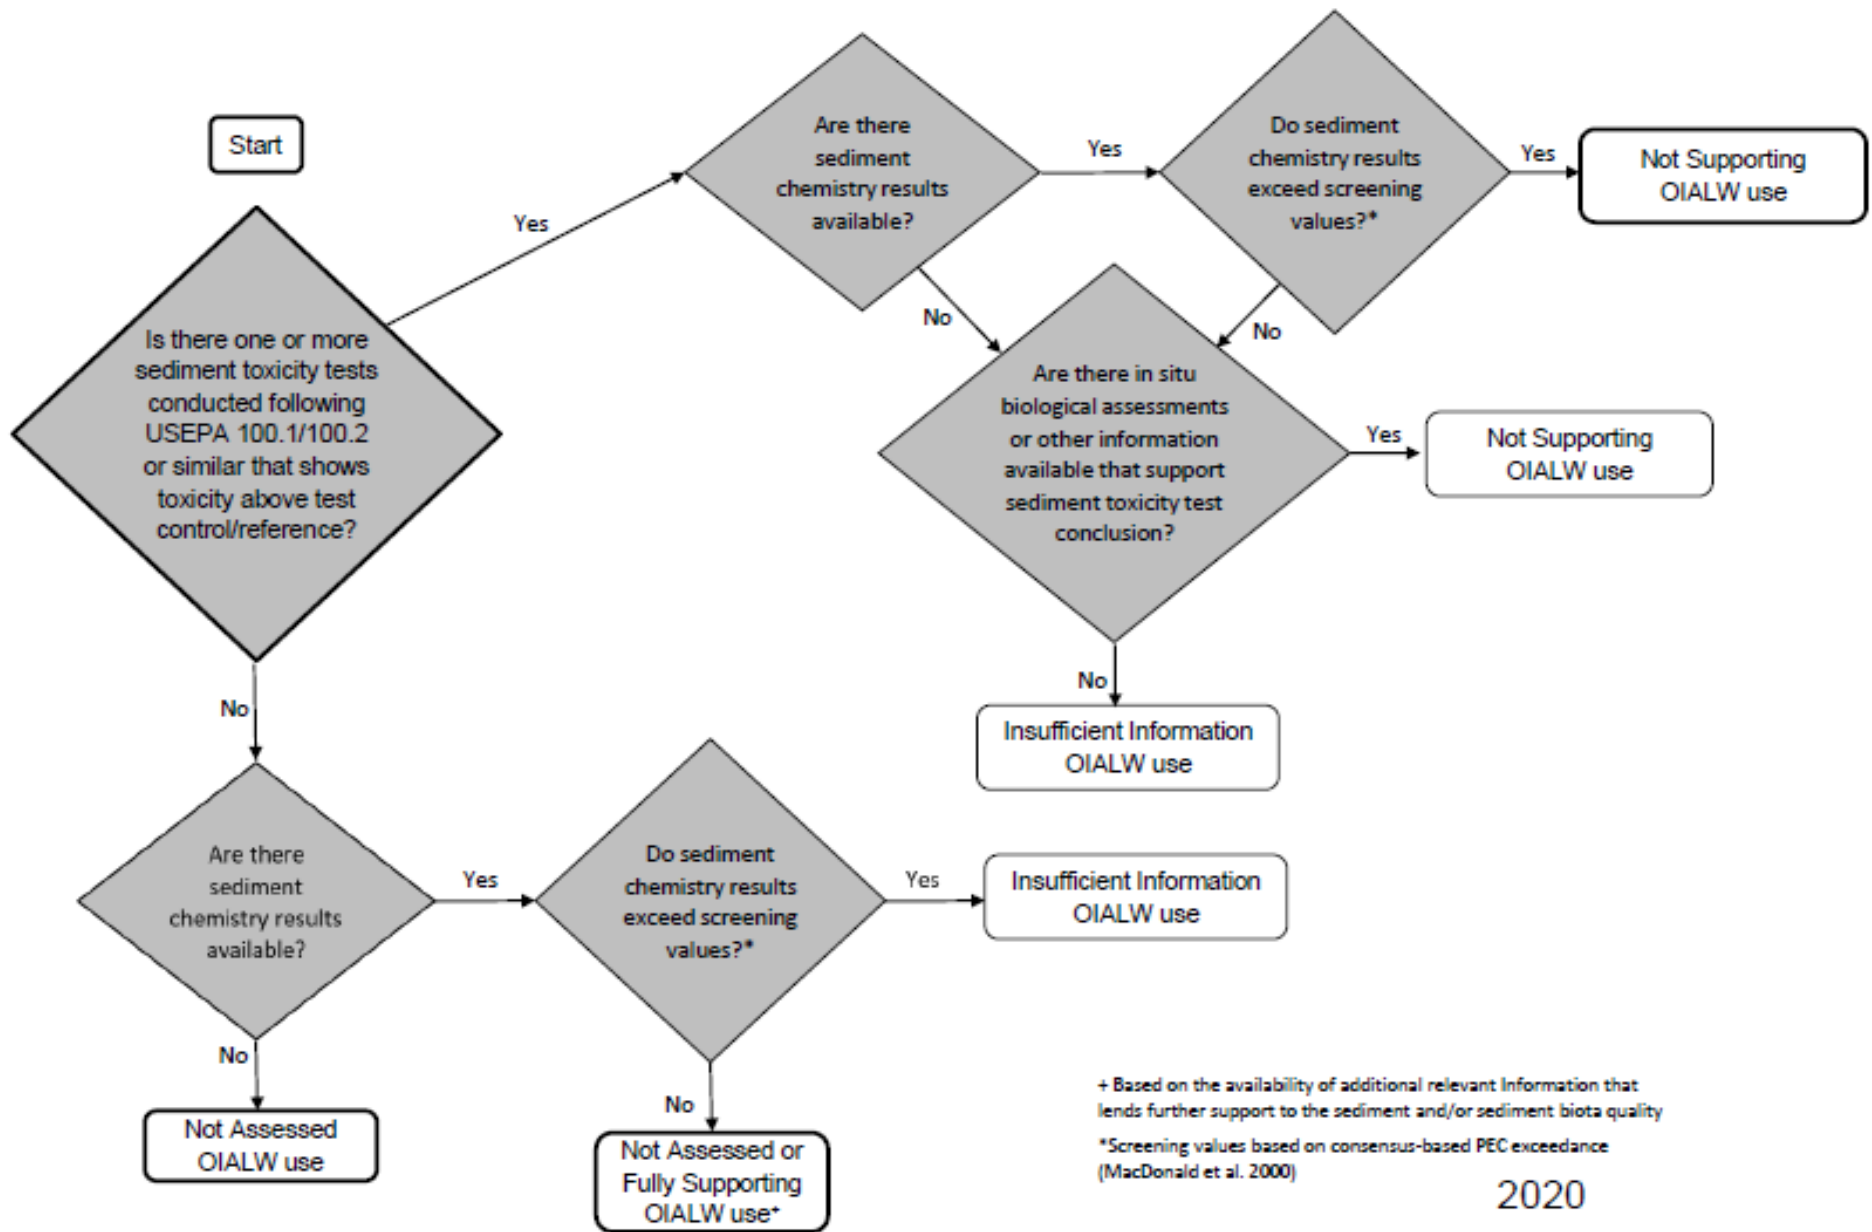 Start
Is there one or more
sediment toxicity tests
conducted following
USEPA 100.1/100.2
or similar that shows
toxicity above test
control/reference?
Yes
Are there
sediment
chemistry results
available?
Yes
Do sediment
chemistry results
exceed screening
values?*
Yes
Not Supporting
OIALW use
No
No
Are there in situ
biological assessments
or other information
available that support
sediment toxicity test
conclusion?
Yes
Not Supporting
OIALW use
No
Insufficient Information
OIALW use
No
Are there
sediment
chemistry results
available?
Yes
Do sediment
chemistry results
exceed screening
values?*
Yes
Insufficient Information
OIALW use
No
Not Assessed
OIALW use
No
Not Assessed or
Fully Supporting
OIALW use+
+ Based on the availability of additional relevant Information that
lends further support to the sediment and/or sediment biota quality
*Screening values based on consensus-based PEC exceedance
(MacDonald et al. 2000)
2020